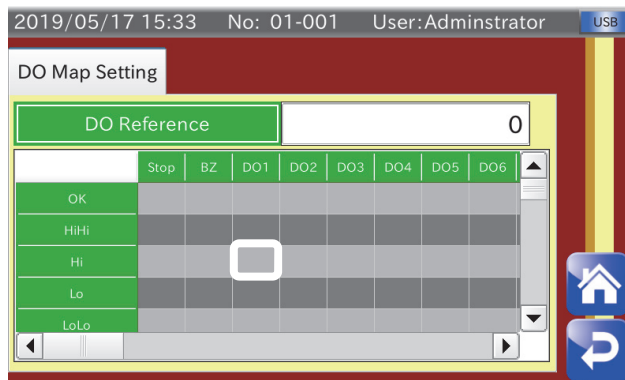 2019/05/17 15:33 No: 01-001 User:Adminstrator USB
DO Map Setting
DO Reference 0
Stop BZ DO1 DO2 DO3 DO4 DO5 DO6
OK
HiHi
Hi
Lo
LoLo